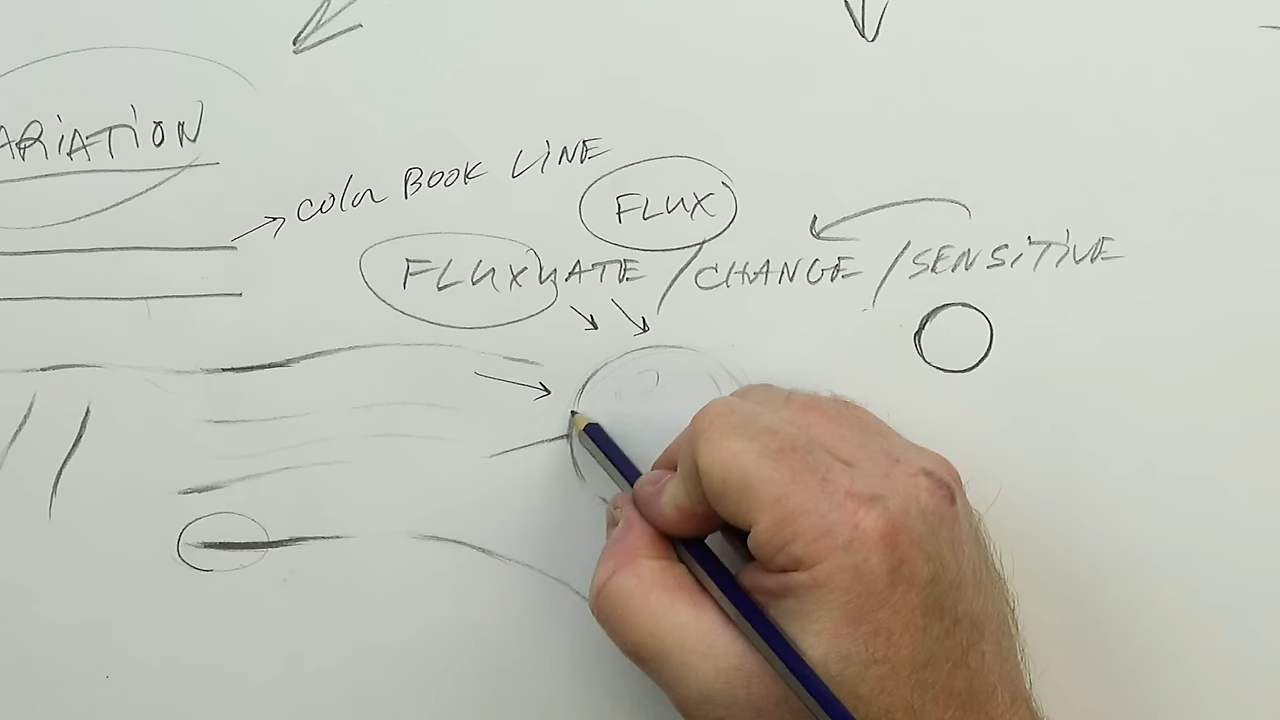 ARIATION
color BOOK LINE
FLUX
FLUXUATE / CHANGE / SENSITIVE